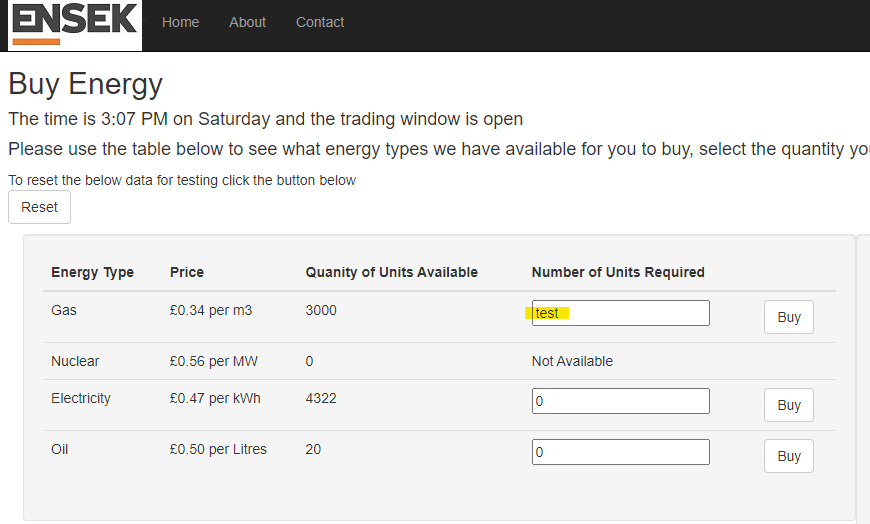 ENSEK
Home About Contact
Buy Energy
The time is 3:07 PM on Saturday and the trading window is open
Please use the table below to see what energy types we have available for you to buy, select the quantity
To reset the below data for testing click the button below
Reset
Energy Type Price Quanity of Units Available Number of Units Required
Gas £0.34 per m3 3000 test Buy
Nuclear £0.56 per MW 0 Not Available
Electricity £0.47 per kWh 4322 0 Buy
Oil £0.50 per Litres 20 0 Buy